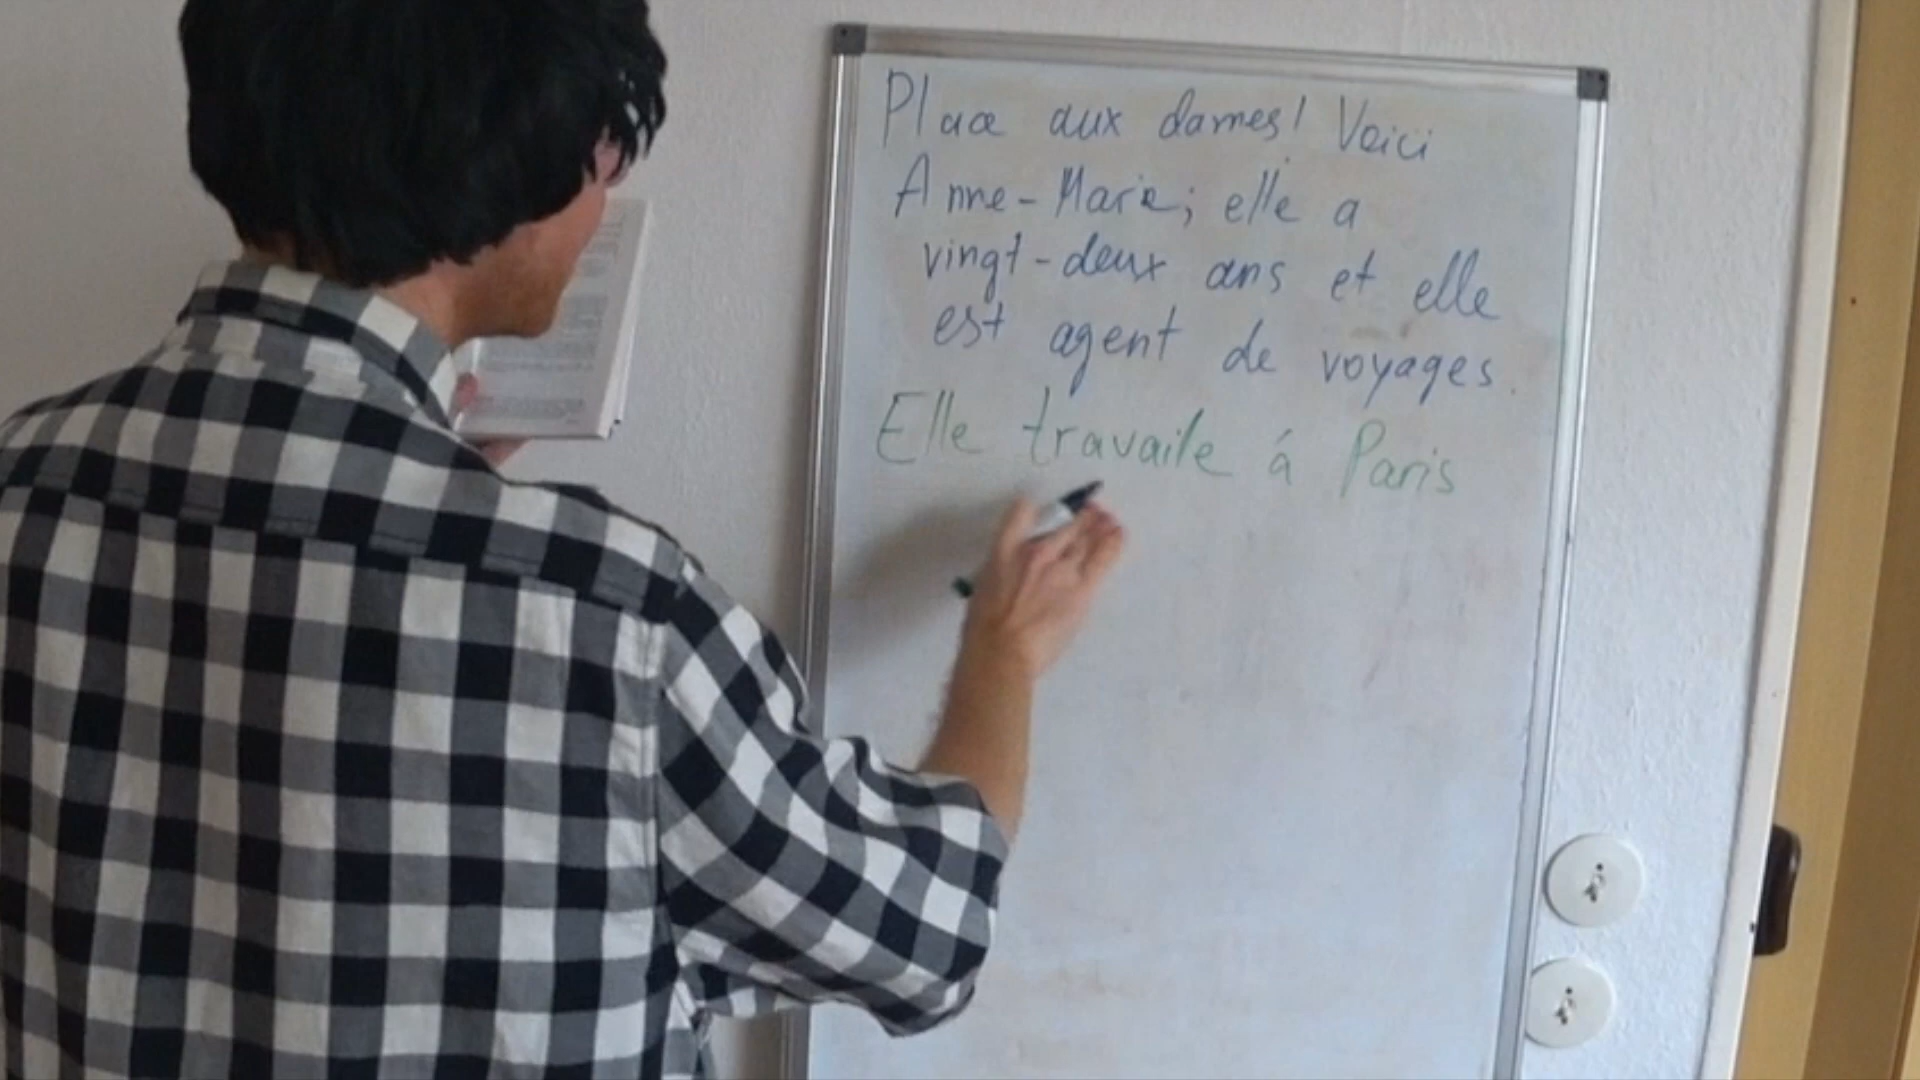 Place aux dames! Voici
Anne-Marie; elle a
vingt-deux ans et elle
est agent de voyages.
Elle travaile á Paris